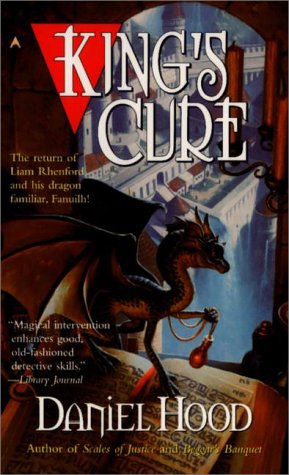 A
KING'S
CURE
The return of
Liam Rhenford
and his dragon
familiar, Fanuilh!
"Magical intervention
enhances good,
old-fashioned
detective skills."
—Library Journal
DANIEL HOOD
Author of Scales of Justice and Beggar's Banquet